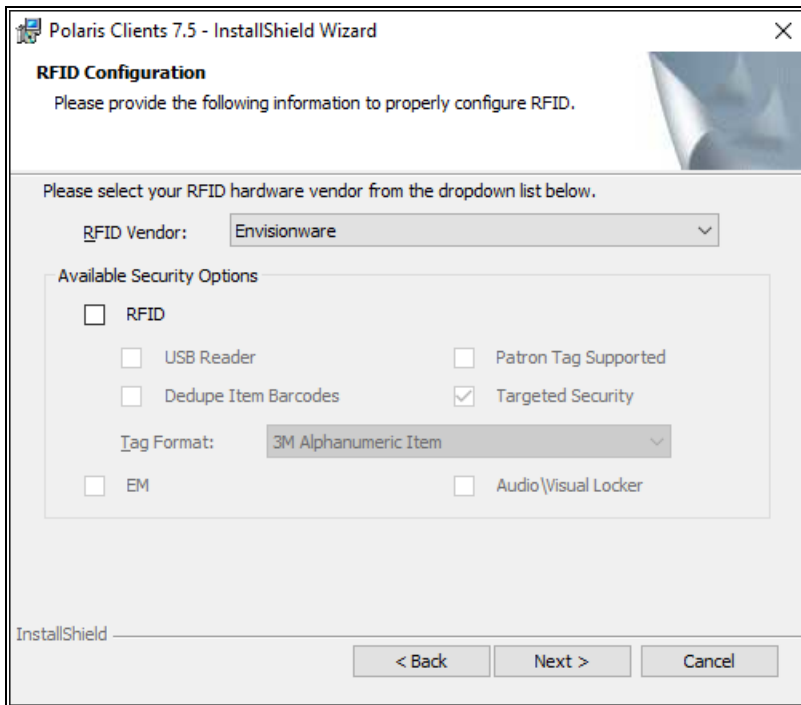 Polaris Clients 7.5 - InstallShield Wizard
RFID Configuration
Please provide the following information to properly configure RFID.
Please select your RFID hardware vendor from the dropdown list below.
RFID Vendor: Envisionware
Available Security Options
RFID
USB Reader Patron Tag Supported
Dedupe Item Barcodes Targeted Security
Tag Format: 3M Alphanumeric Item
EM Audio\Visual Locker
InstallShield
< Back Next > Cancel